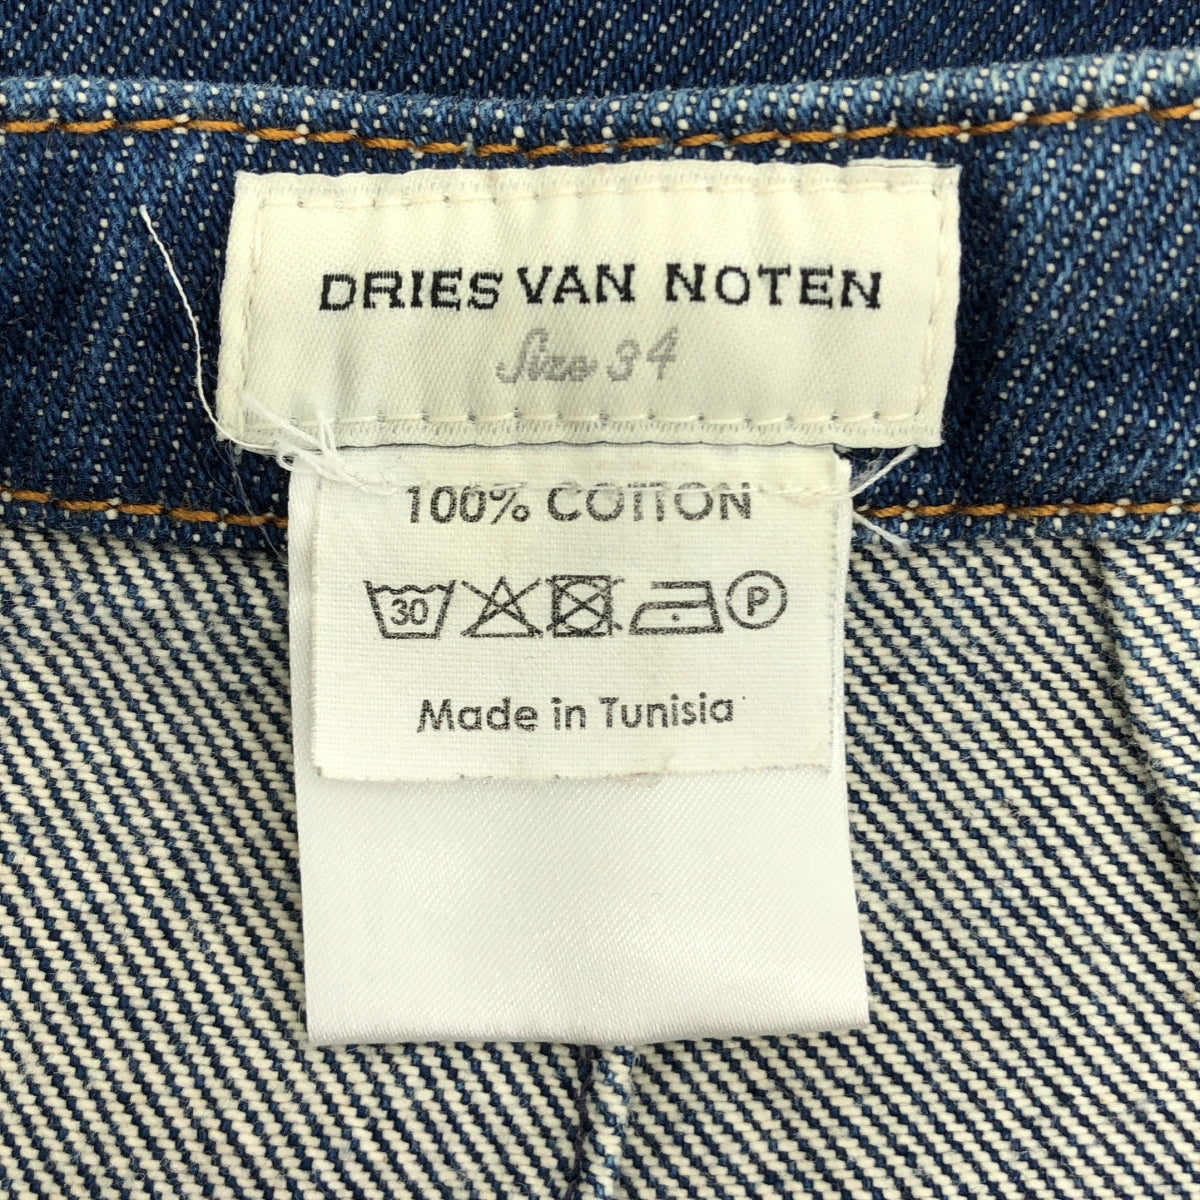 DRIES VAN NOTEN
Size 34
100% COTTON
30 P
Made in Tunisia